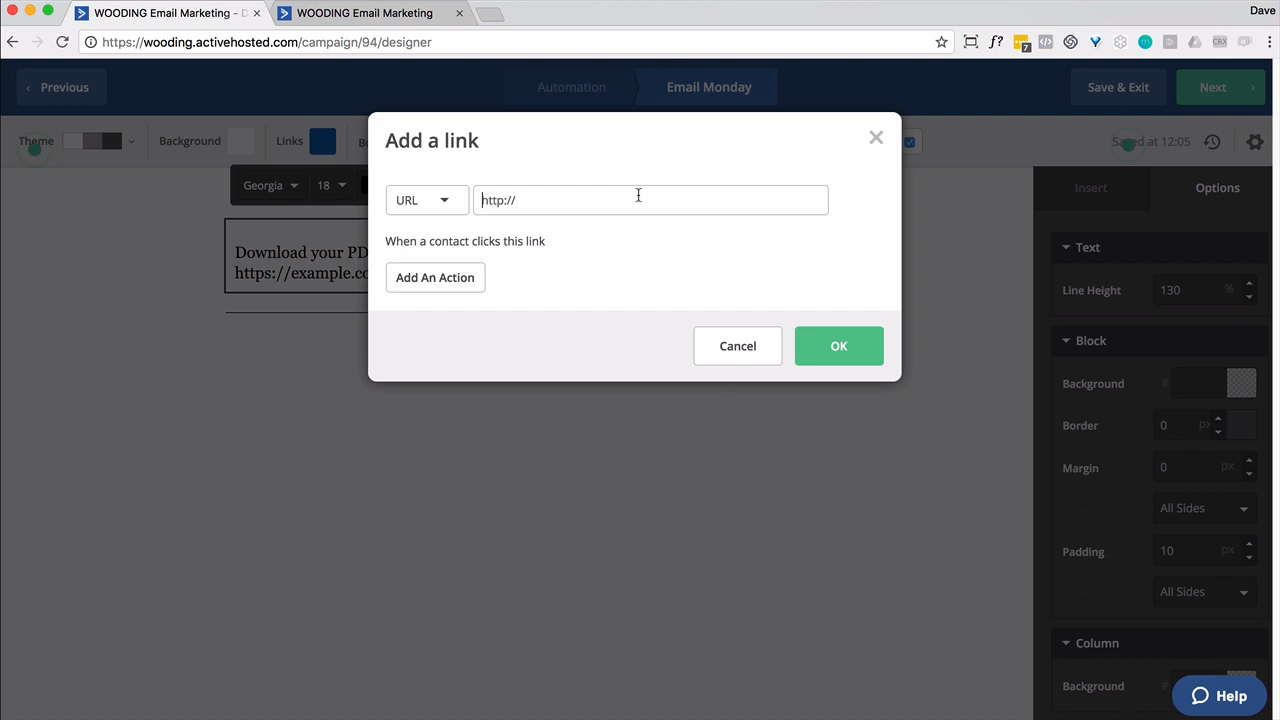 WOODING Email Marketing - D
WOODING Email Marketing
Dave
https://wooding.activehosted.com/campaign/94/designer
f?
7
CRX
Previous
Automation
Email Monday
Save & Exit
Next
Theme
Background
Links
Saved at 12:05
Georgia
18
Add a link
URL
http://
When a contact clicks this link
Add An Action
Cancel
OK
Download your PD
https://example.co
Insert
Options
Text
Line Height
130
%
Block
Background
#
Border
0
px
Margin
0
px
All Sides
Padding
10
px
All Sides
Column
Background
#
Help